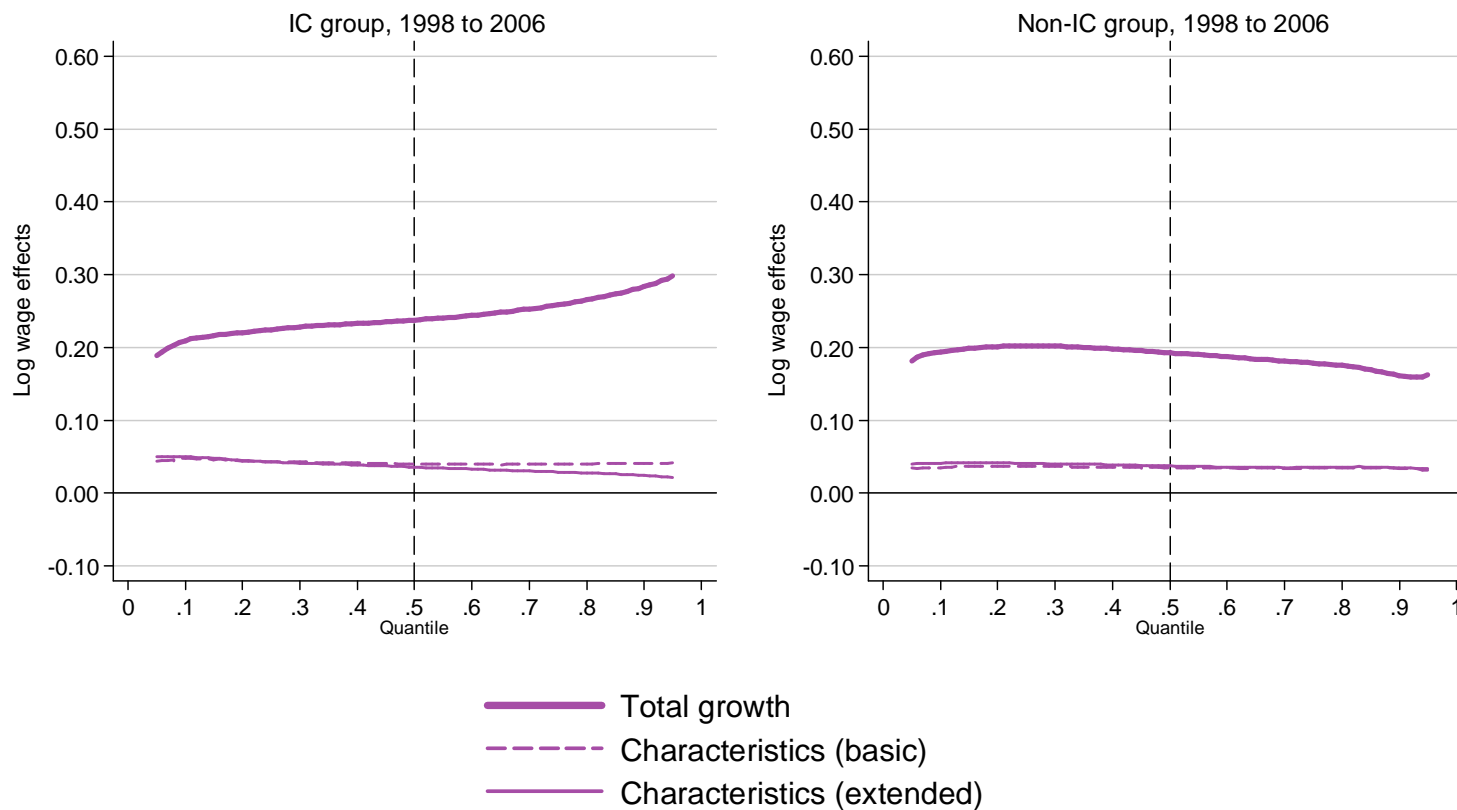 IC group, 1998 to 2006
0.60
0.50
0.40
0.30
0.20
0.10
0.00
-0.10
Log wage effects
0 .1 .2 .3 .4 .5 .6 .7 .8 .9 1
Quantile
Non-IC group, 1998 to 2006
0.60
0.50
0.40
0.30
0.20
0.10
0.00
-0.10
Log wage effects
0 .1 .2 .3 .4 .5 .6 .7 .8 .9 1
Quantile
Total growth
Characteristics (basic)
Characteristics (extended)